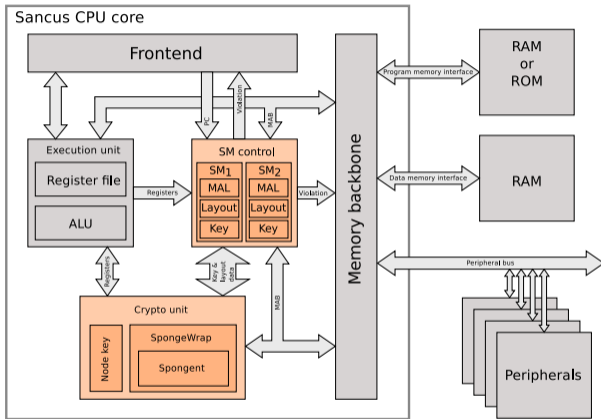 Sancus CPU core
Frontend
RAM
or
ROM
Program memory interface
PC
Violation
MAB
Execution unit
Register file
ALU
Registers
SM control
SM1
MAL
Layout
Key
SM2
MAL
Layout
Key
Violation
Memory backbone
Data memory interface
RAM
Peripheral bus
Registers
Key &
layout
data
MAB
Crypto unit
Node key
SpongeWrap
Spongent
Peripherals